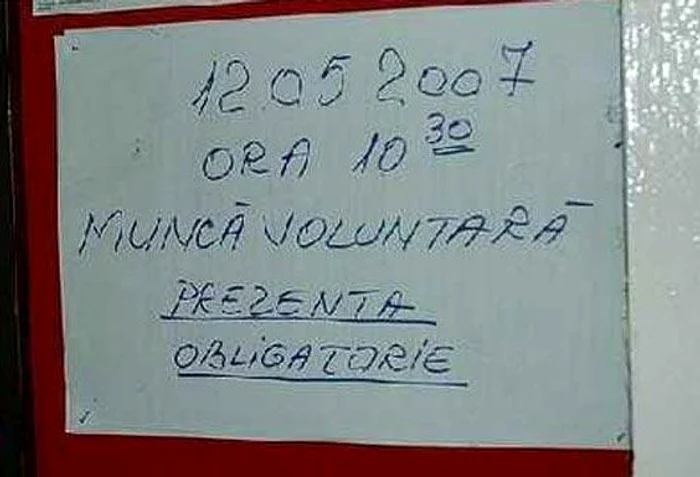 12 05 2007
ORA 10 30
MUNCĂ VOLUNTARĂ
PREZENTA
OBLIGATORIE